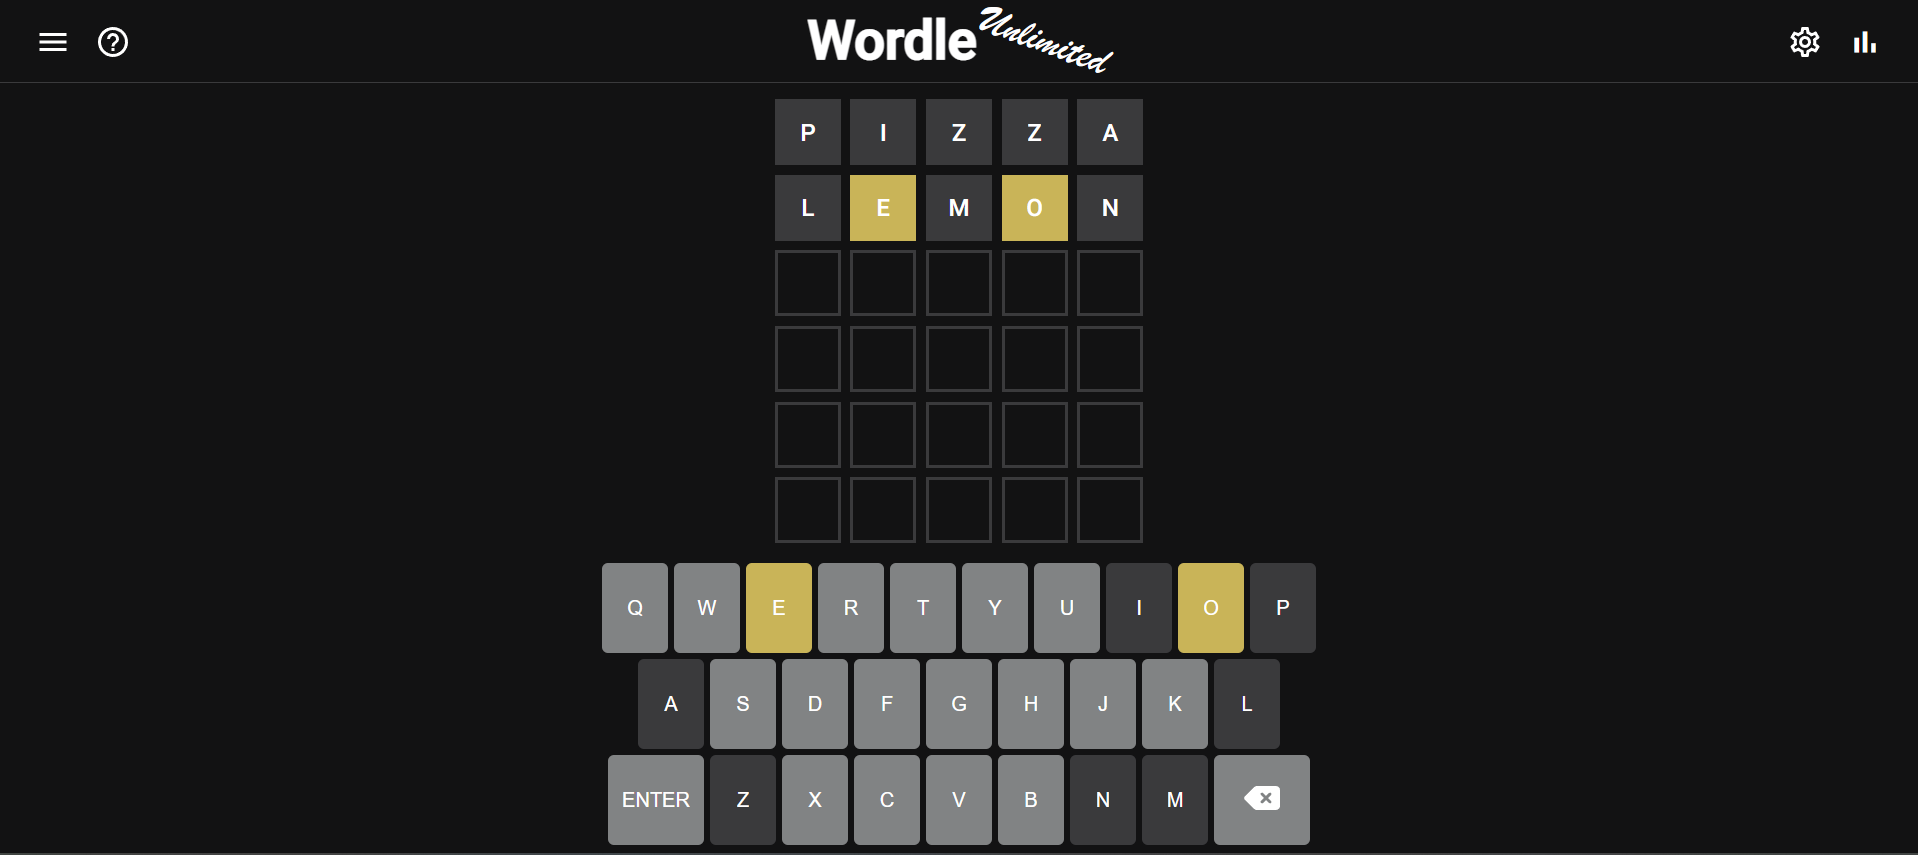 Wordle Unlimited
P I Z Z A
L E M O N
Q W E R T Y U I O P
A S D F G H J K L
ENTER Z X C V B N M